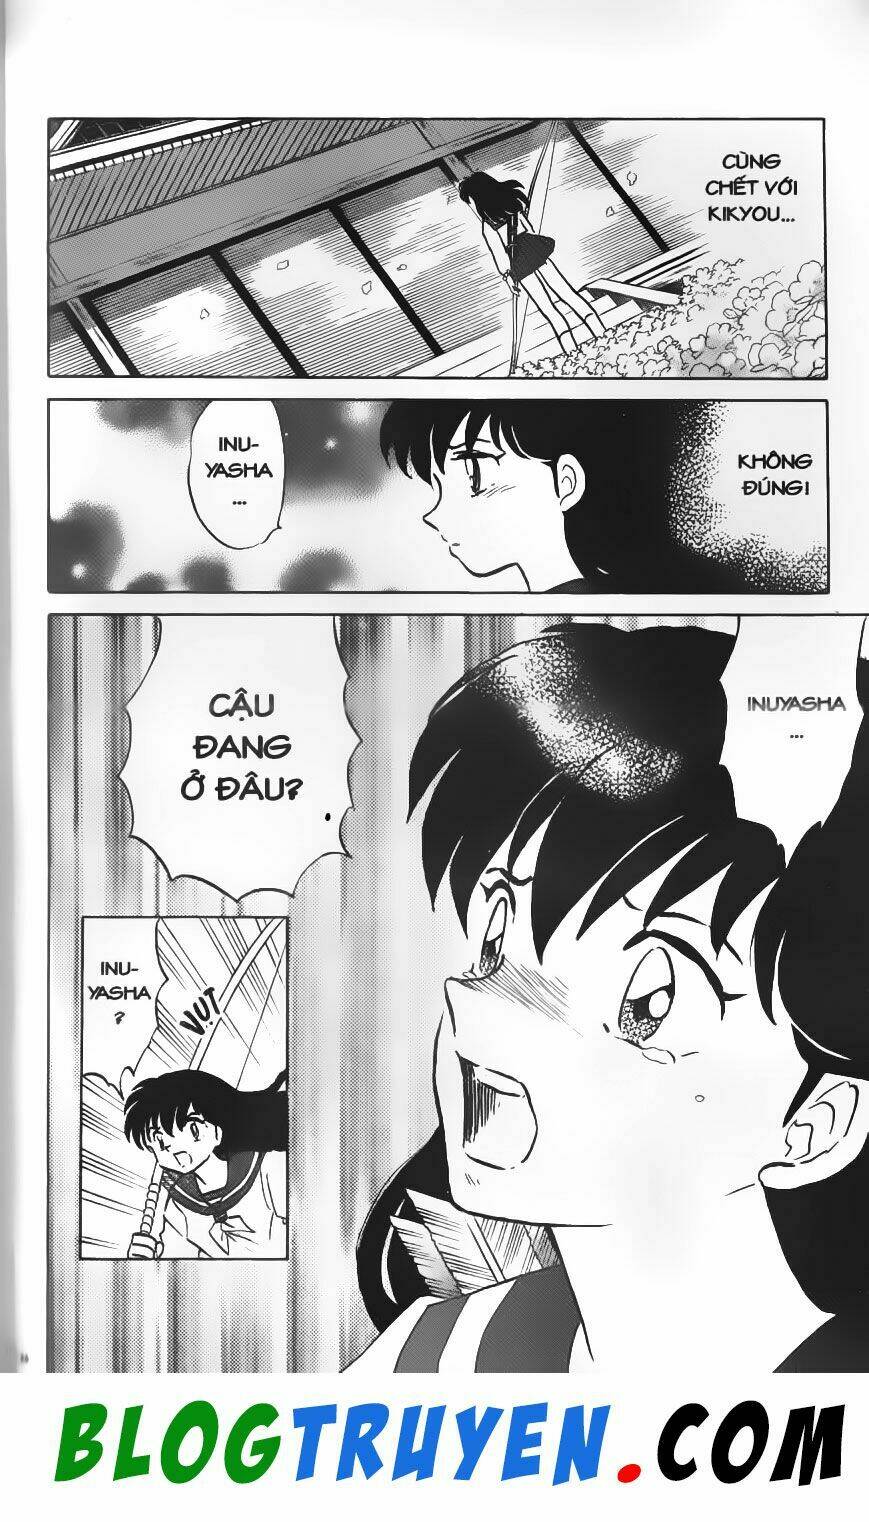 CÙNG
CHẾT VỚI
KIKYOU...
KHÔNG
ĐÚNG!
INU-
YASHA
...
INUYASHA
...
CẬU
ĐANG
Ở ĐÂU?
INU-
YASHA
?
VỤT
BLOGTRUYEN.COM